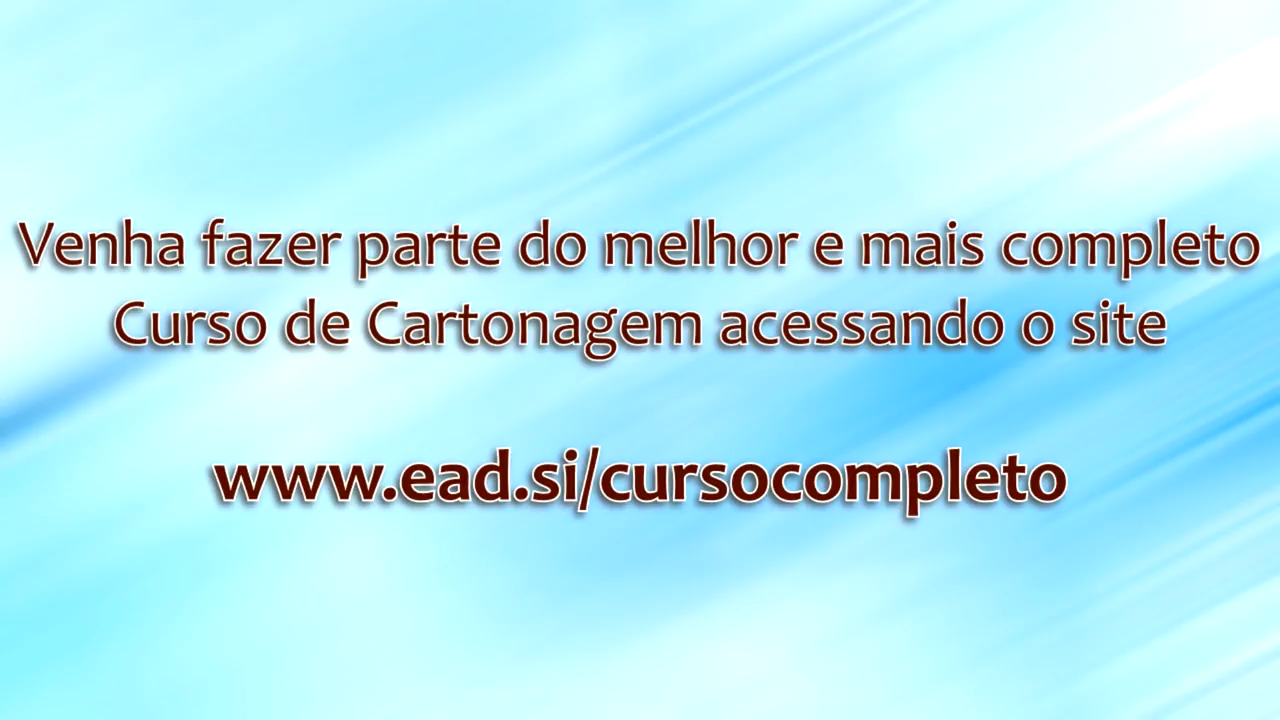 Venha fazer parte do melhor e mais completo
Curso de Cartonagem acessando o site
www.ead.si/cursocompleto